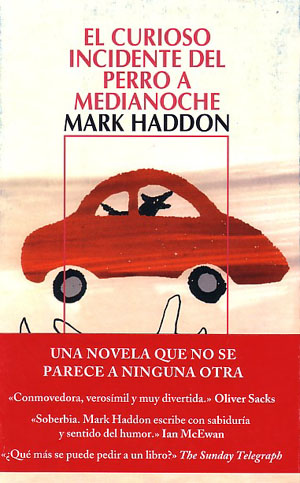 EL CURIOSO
INCIDENTE DEL
PERRO A
MEDIANOCHE
MARK HADDON
UNA NOVELA QUE NO SE
PARECE A NINGUNA OTRA
«Conmovedora, verosímil y muy divertida.» Oliver Sacks
«Soberbia. Mark Haddon escribe con sabiduría
y sentido del humor.» Ian McEwan
«¿Qué más se puede pedir a un libro?» The Sunday Telegraph